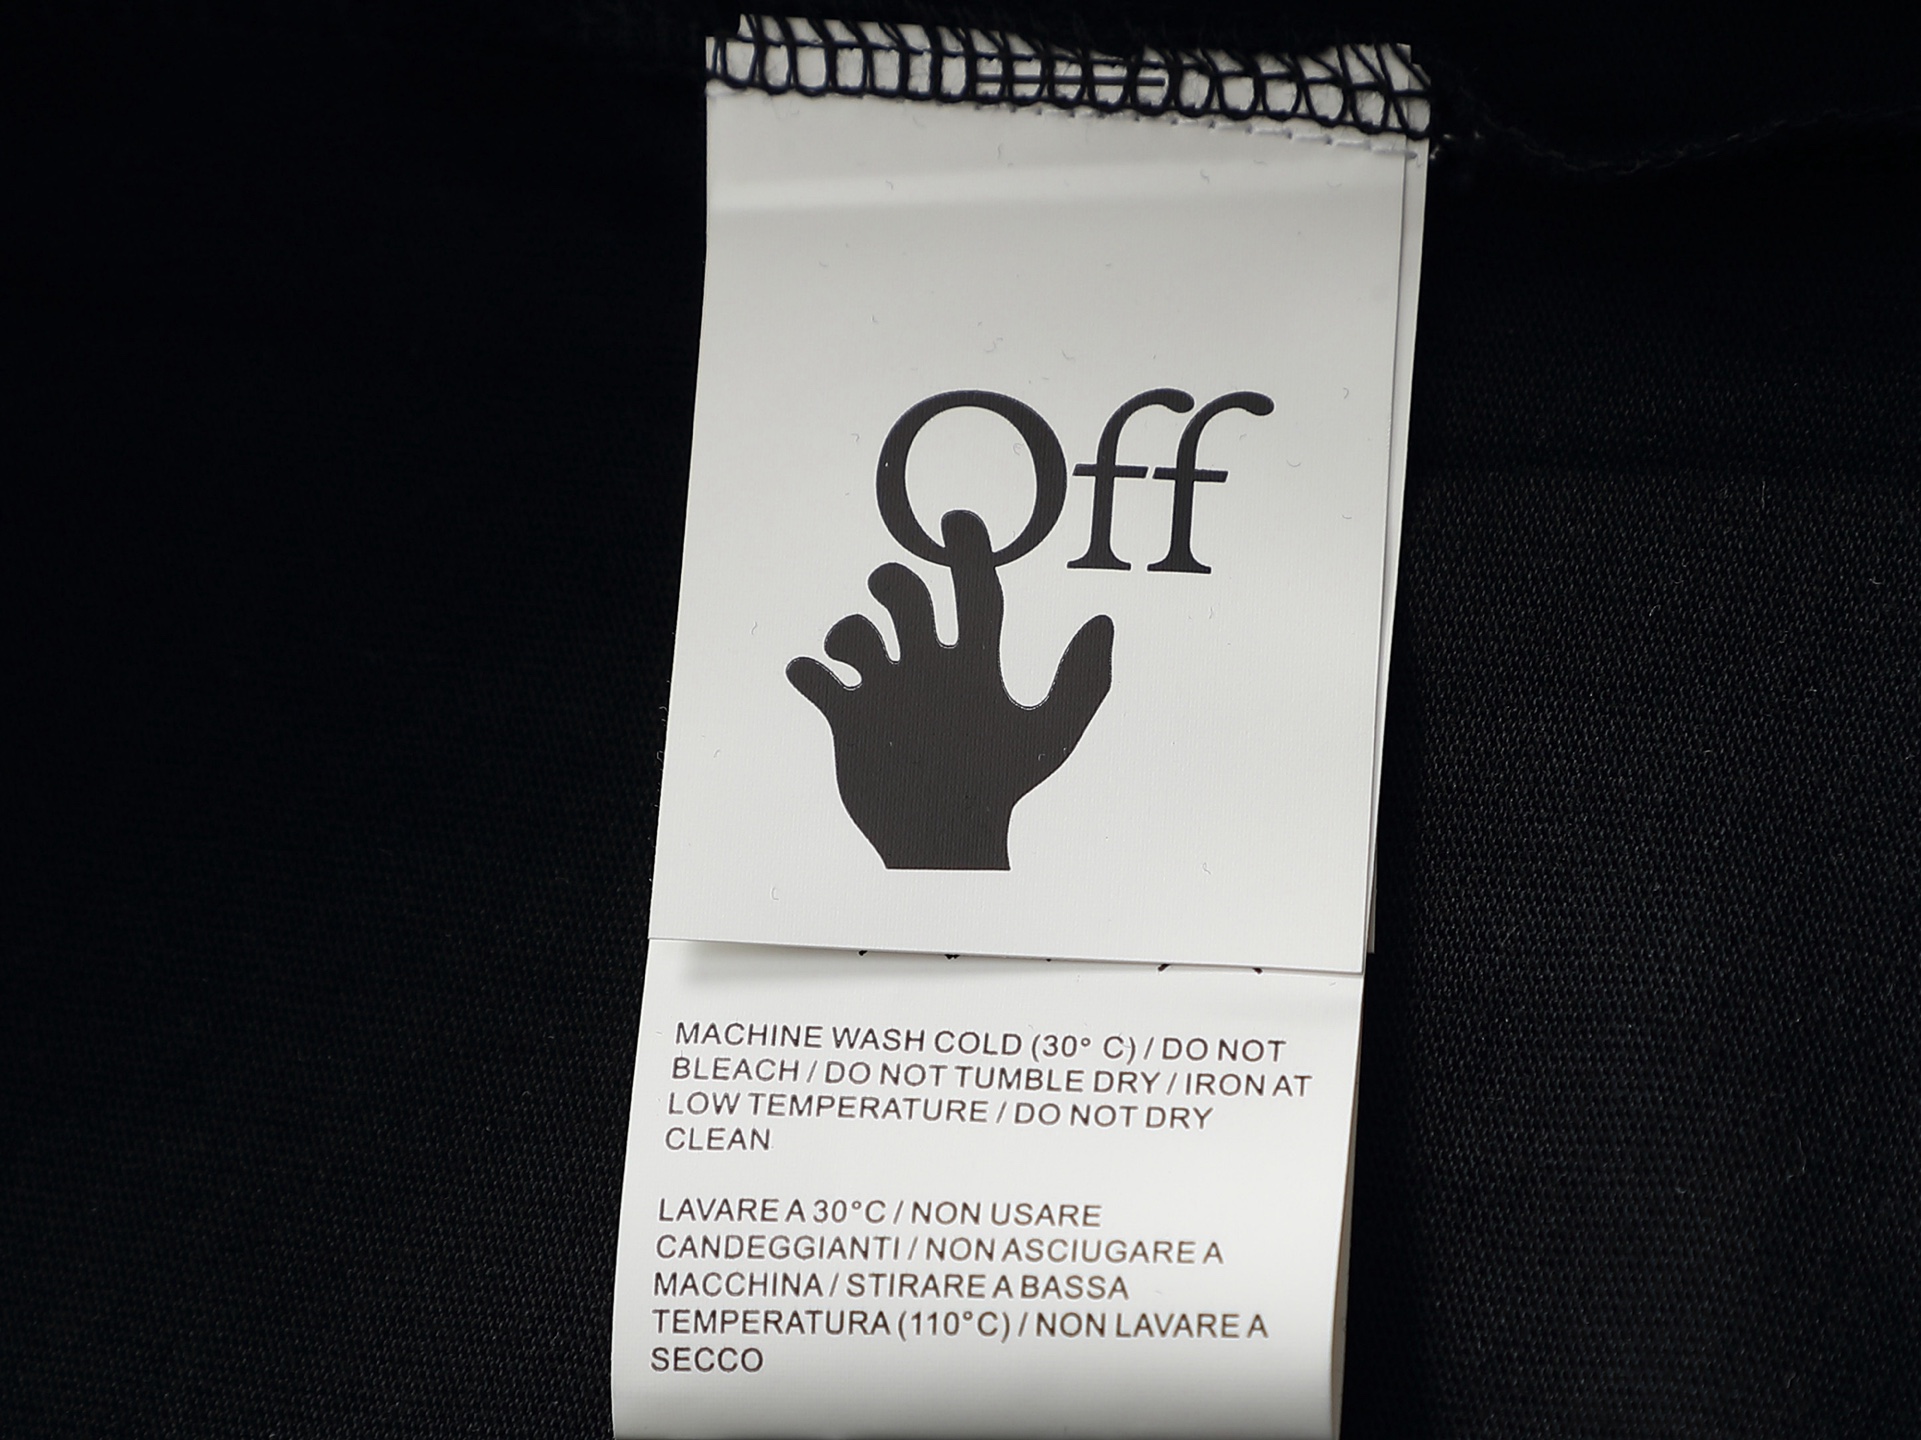 Off
MACHINE WASH COLD (30° C) / DO NOT
BLEACH / DO NOT TUMBLE DRY / IRON AT
LOW TEMPERATURE / DO NOT DRY
CLEAN
LAVARE A 30°C / NON USARE
CANDEGGIANTI / NON ASCIUGARE A
MACCHINA / STIRARE A BASSA
TEMPERATURA (110°C) / NON LAVARE A
SECCO